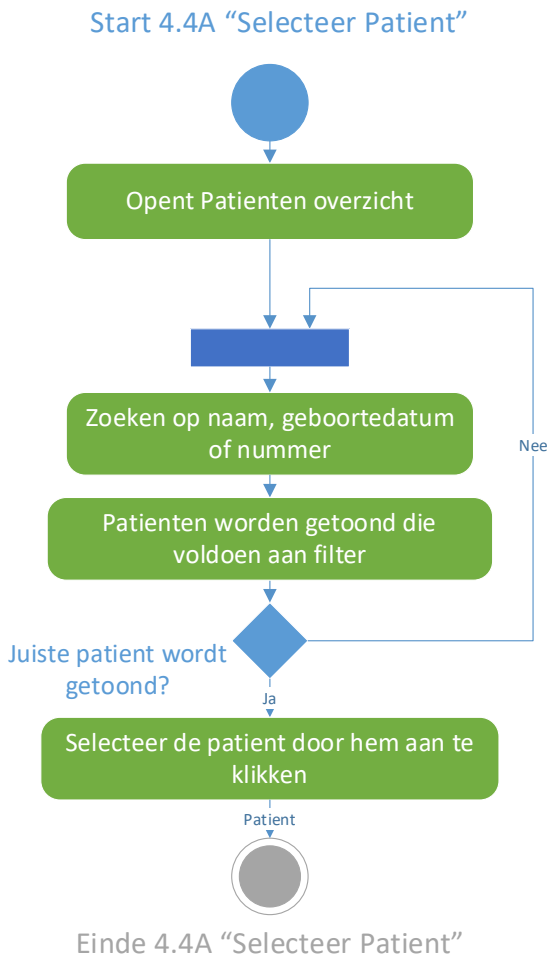 Start 4.4A “Selecteer Patient”
Opent Patienten overzicht
Zoeken op naam, geboortedatum
of nummer
Nee
Patienten worden getoond die
voldoen aan filter
Juiste patient wordt
getoond?
Ja
Selecteer de patient door hem aan te
klikken
Patient
Einde 4.4A “Selecteer Patient”